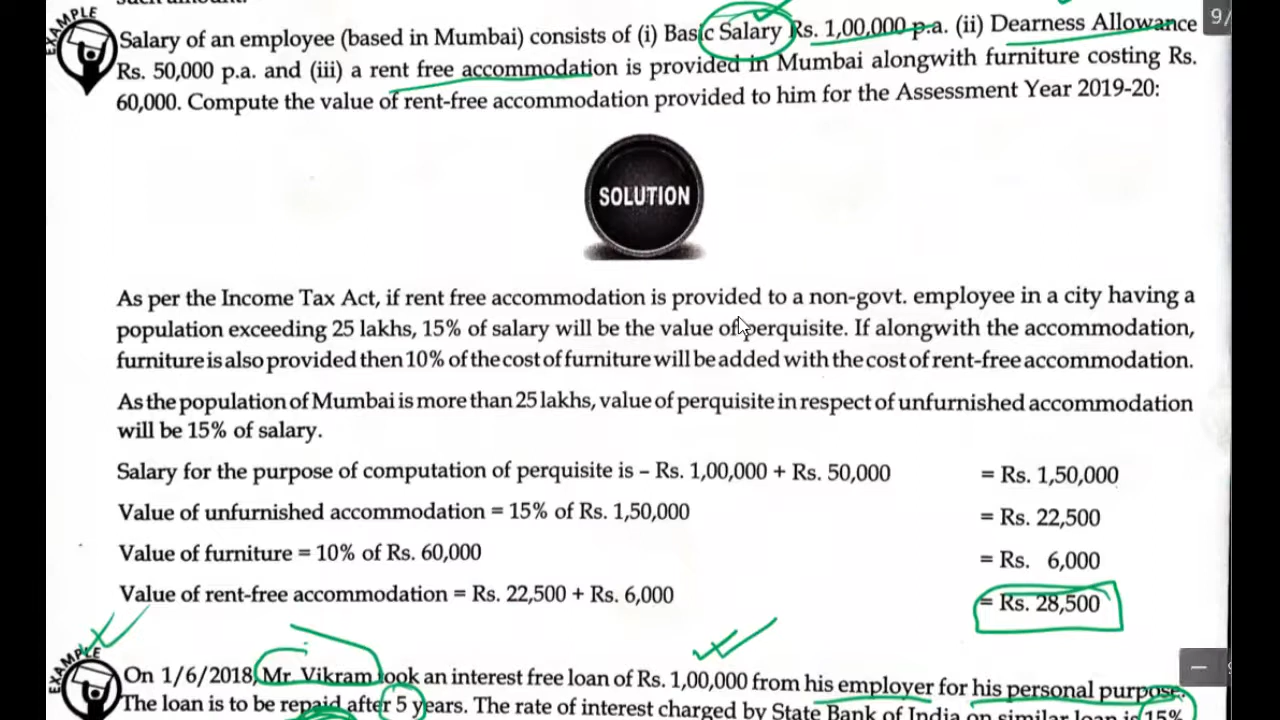 such amount.
EXAMPLE
Salary of an employee (based in Mumbai) consists of (i) Basic Salary Rs. 1,00,000 p.a. (ii) Dearness Allowance
Rs. 50,000 p.a. and (iii) a rent free accommodation is provided in Mumbai alongwith furniture costing Rs.
60,000. Compute the value of rent-free accommodation provided to him for the Assessment Year 2019-20:
9/
SOLUTION
As per the Income Tax Act, if rent free accommodation is provided to a non-govt. employee in a city having a
population exceeding 25 lakhs, 15% of salary will be the value of perquisite. If alongwith the accommodation,
furniture is also provided then 10% of the cost of furniture will be added with the cost of rent-free accommodation.
As the population of Mumbai is more than 25 lakhs, value of perquisite in respect of unfurnished accommodation
will be 15% of salary.
Salary for the purpose of computation of perquisite is – Rs. 1,00,000 + Rs. 50,000 = Rs. 1,50,000
Value of unfurnished accommodation = 15% of Rs. 1,50,000 = Rs. 22,500
Value of furniture = 10% of Rs. 60,000 = Rs. 6,000
Value of rent-free accommodation = Rs. 22,500 + Rs. 6,000 = Rs. 28,500
EXAMPLE
On 1/6/2018, Mr. Vikram took an interest free loan of Rs. 1,00,000 from his employer for his personal purpose.
The loan is to be repaid after 5 years. The rate of interest charged by State Bank of India on similar loan is 15%